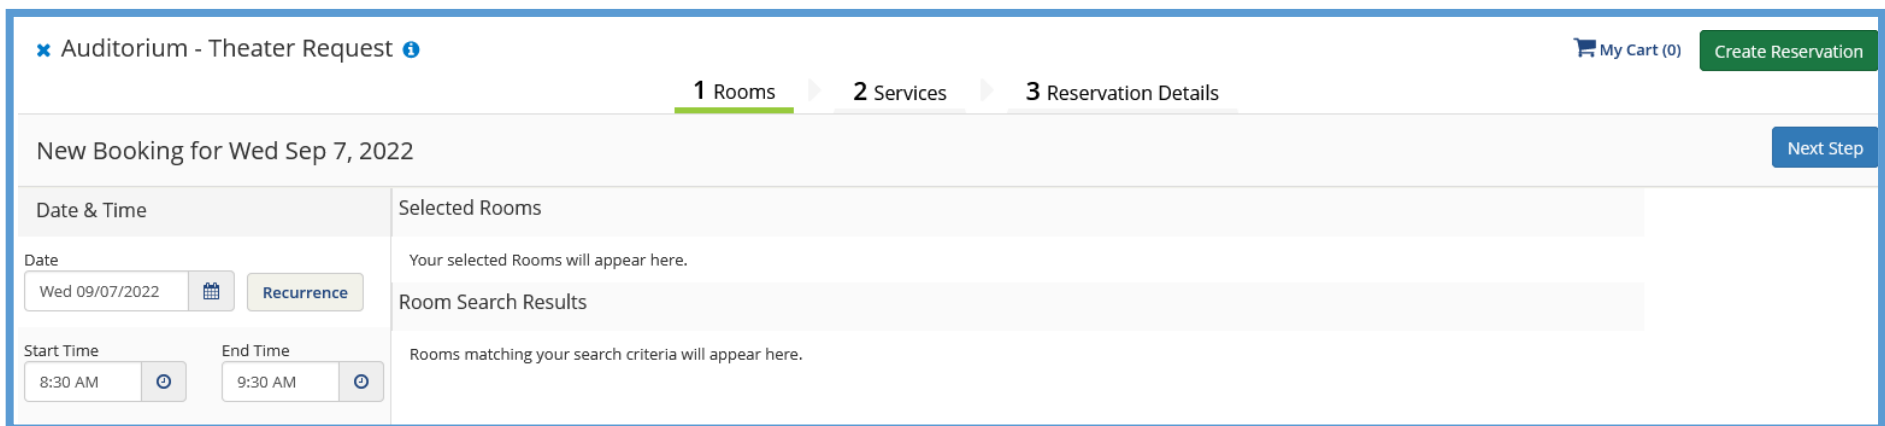 Auditorium - Theater Request
My Cart (0)
Create Reservation
1 Rooms
2 Services
3 Reservation Details
New Booking for Wed Sep 7, 2022
Next Step
Date & Time
Selected Rooms
Date
Your selected Rooms will appear here.
Wed 09/07/2022
Recurrence
Room Search Results
Start Time
End Time
Rooms matching your search criteria will appear here.
8:30 AM
9:30 AM